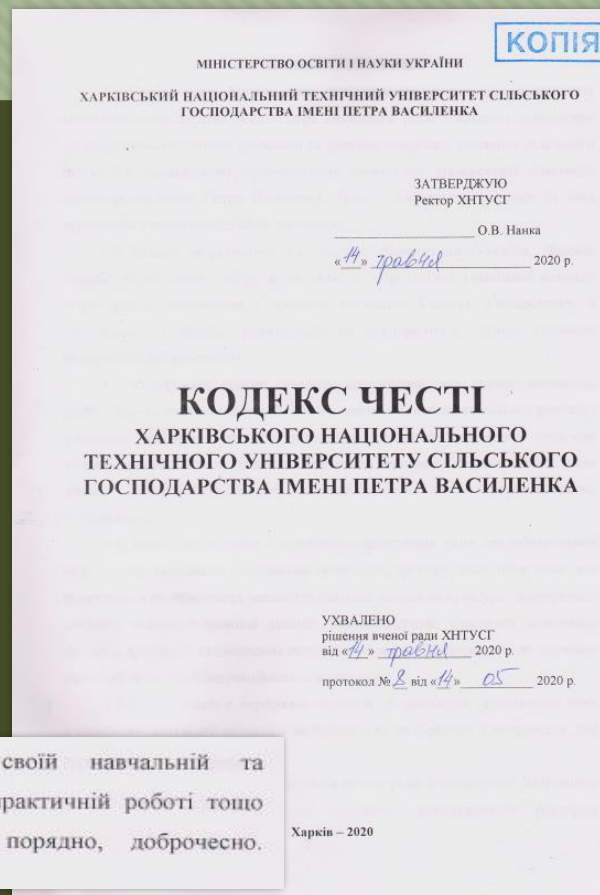 КОПІЯ
МІНІСТЕРСТВО ОСВІТИ І НАУКИ УКРАЇНИ
ХАРКІВСЬКИЙ НАЦІОНАЛЬНИЙ ТЕХНІЧНИЙ УНІВЕРСИТЕТ СІЛЬСЬКОГО
ГОСПОДАРСТВА ІМЕНІ ПЕТРА ВАСИЛЕНКА
ЗАТВЕРДЖУЮ
Ректор ХНТУСГ
____________________ О.В. Нанка
«14» травня 2020 р.
КОДЕКС ЧЕСТІ
ХАРКІВСЬКОГО НАЦІОНАЛЬНОГО
ТЕХНІЧНОГО УНІВЕРСИТЕТУ СІЛЬСЬКОГО
ГОСПОДАРСТВА ІМЕНІ ПЕТРА ВАСИЛЕНКА
УХВАЛЕНО
рішення вченої ради ХНТУСГ
від «14» травня 2020 р.
протокол № 8 від «14» 05 2020 р.
своїй навчальній та
рактичній роботі тощо
порядно, доброчесно.
Харків – 2020